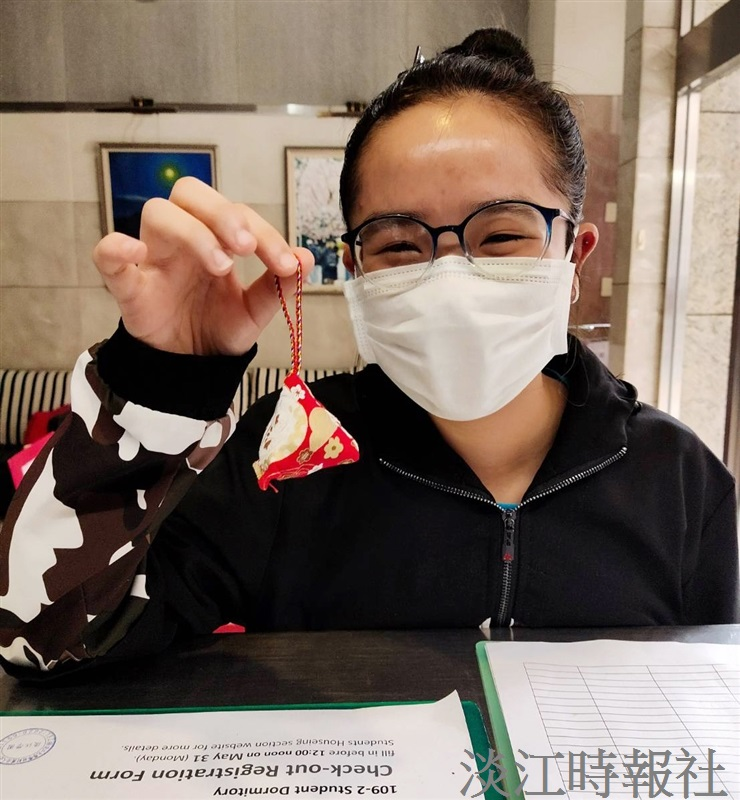 109-2 Student Dormitory
Check-out Registration Form
fill in before 12:00 noon on May 31 (Monday).
Students Houseing section website for more details.
淡江時報社